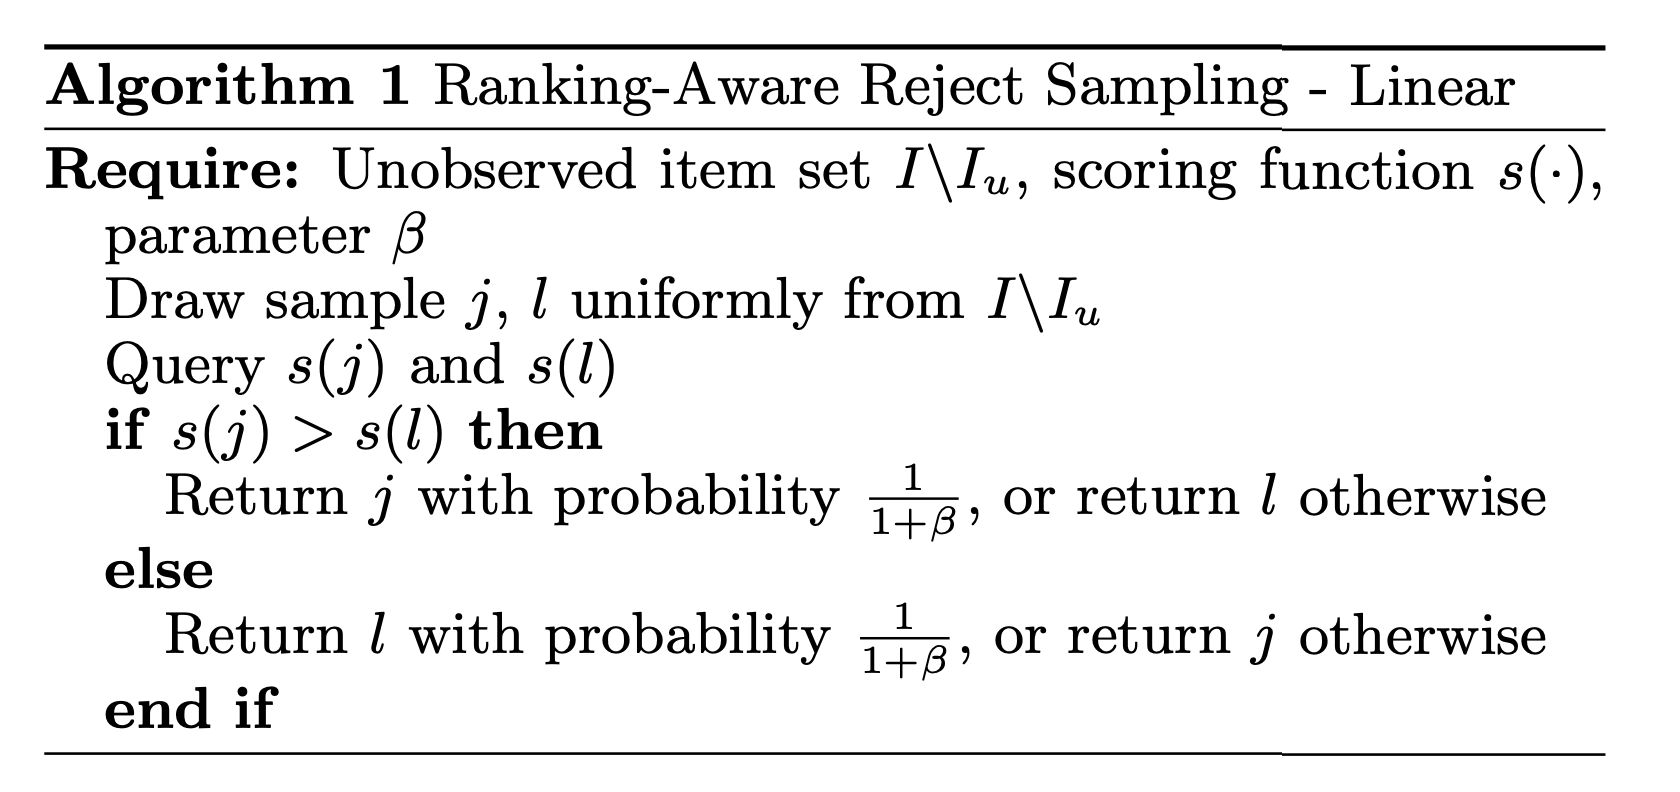 Algorithm 1 Ranking-Aware Reject Sampling - Linear
Require: Unobserved item set $I \backslash I_u$, scoring function $s(\cdot)$,
parameter $\beta$
Draw sample $j$, $l$ uniformly from $I \backslash I_u$
Query $s(j)$ and $s(l)$
if $s(j) > s(l)$ then
Return $j$ with probability $\frac{1}{1+\beta}$, or return $l$ otherwise
else
Return $l$ with probability $\frac{1}{1+\beta}$, or return $j$ otherwise
end if